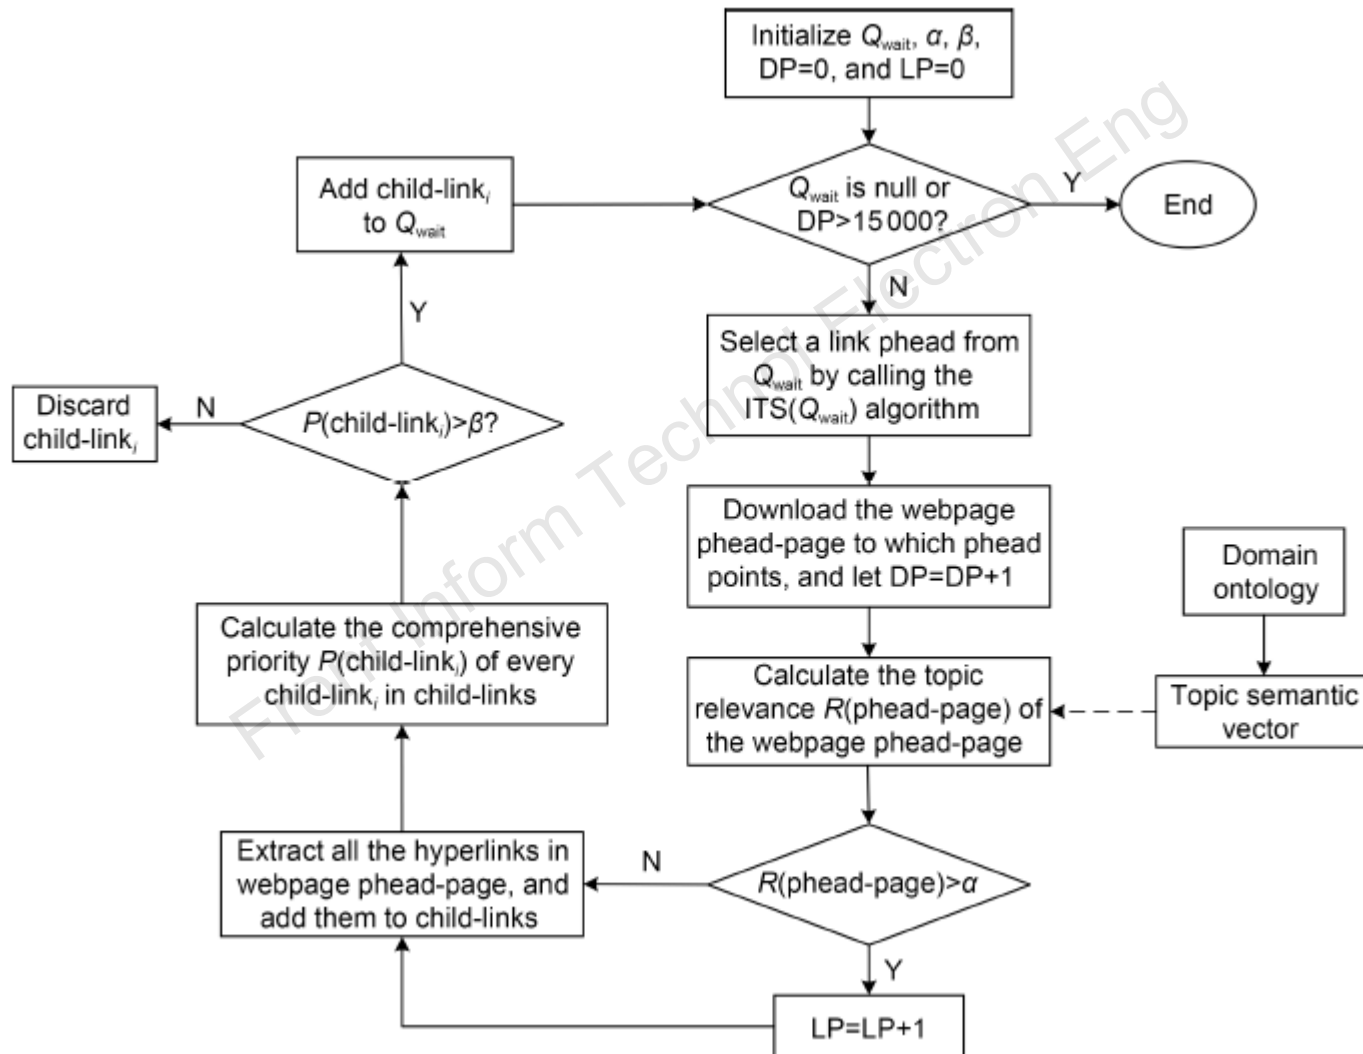 Initialize Qwait, α, β,
DP=0, and LP=0
Qwait is null or
DP>15 000?
Y
End
N
Add child-linki
to Qwait
Y
Select a link phead from
Qwait by calling the
ITS(Qwait) algorithm
P(child-linki)>β?
N
Discard
child-linki
Download the webpage
phead-page to which phead
points, and let DP=DP+1
Domain
ontology
Calculate the comprehensive
priority P(child-linki) of every
child-linki in child-links
Calculate the topic
relevance R(phead-page) of
the webpage phead-page
Topic semantic
vector
Extract all the hyperlinks in
webpage phead-page, and
add them to child-links
N
R(phead-page)>α
Y
LP=LP+1
Front Inform Technol Electron Eng